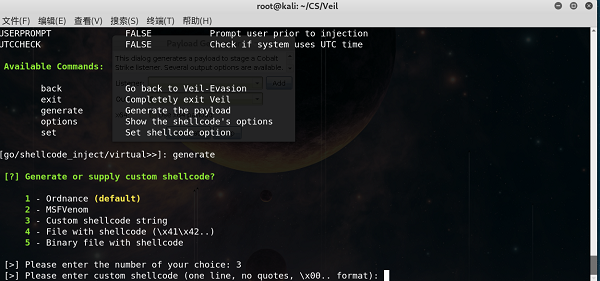 root@kali: ~/CS/Veil
文件(F) 编辑(E) 查看(V) 搜索(S) 终端(T) 帮助(H)
USERPROMPT FALSE Prompt user prior to injection
UTCCHECK FALSE Check if system uses UTC time
Available Commands:
back Go back to Veil-Evasion
exit Completely exit Veil
generate Generate the payload
options Show the shellcode's options
set Set shellcode option
[go/shellcode_inject/virtual>>]: generate
[?] Generate or supply custom shellcode?
1 - Ordnance (default)
2 - MSFVenom
3 - Custom shellcode string
4 - File with shellcode (\x41\x42..)
5 - Binary file with shellcode
[>] Please enter the number of your choice: 3
[>] Please enter custom shellcode (one line, no quotes, \x00.. format):